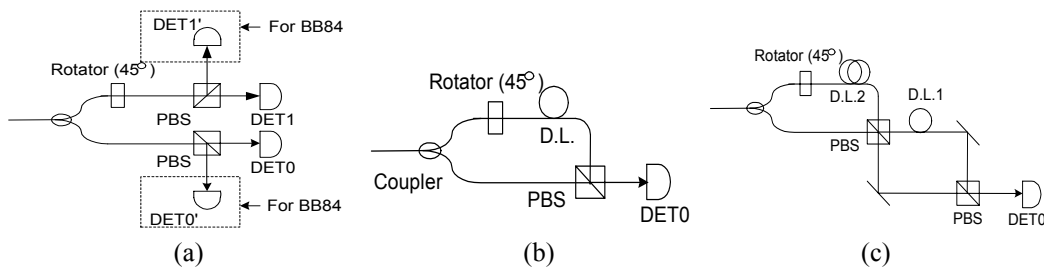 DET1'
For BB84
Rotator (45°)
PBS
DET1
PBS
DET0
DET0'
For BB84
(a)
Rotator (45°)
D.L.
Coupler
PBS
DET0
(b)
Rotator (45°)
D.L.2
D.L.1
PBS
PBS
DET0
(c)